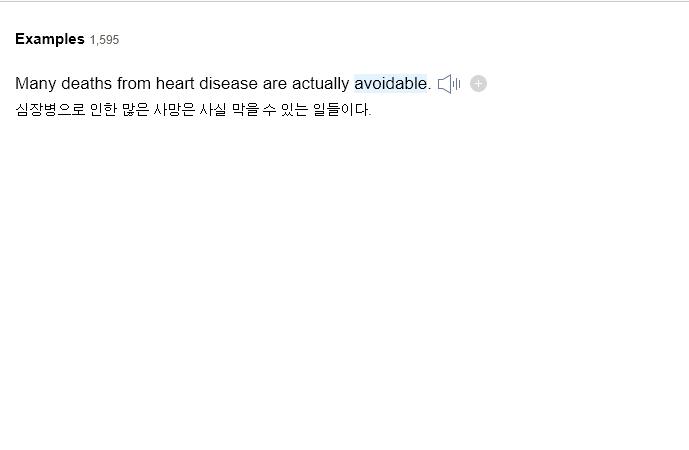 Examples 1,595
Many deaths from heart disease are actually avoidable.
심장병으로 인한 많은 사망은 사실 막을 수 있는 일들이다.